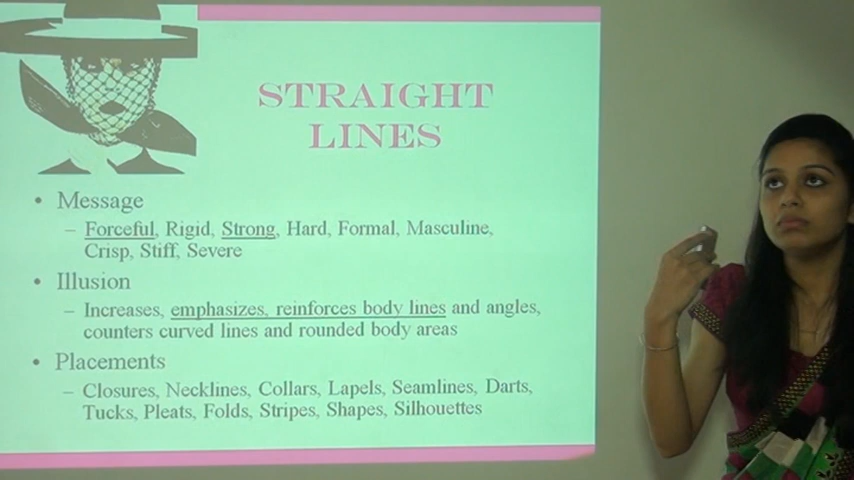 STRAIGHT
LINES
• Message
– Forceful, Rigid, Strong, Hard, Formal, Masculine,
Crisp, Stiff, Severe
• Illusion
– Increases, emphasizes, reinforces body lines and angles,
counters curved lines and rounded body areas
• Placements
– Closures, Necklines, Collars, Lapels, Seamlines, Darts,
Tucks, Pleats, Folds, Stripes, Shapes, Silhouettes